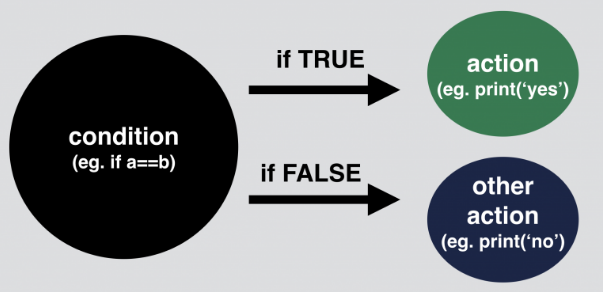 condition
(eg. if a==b)
if TRUE
action
(eg. print(‘yes’)
if FALSE
other
action
(eg. print(‘no’)